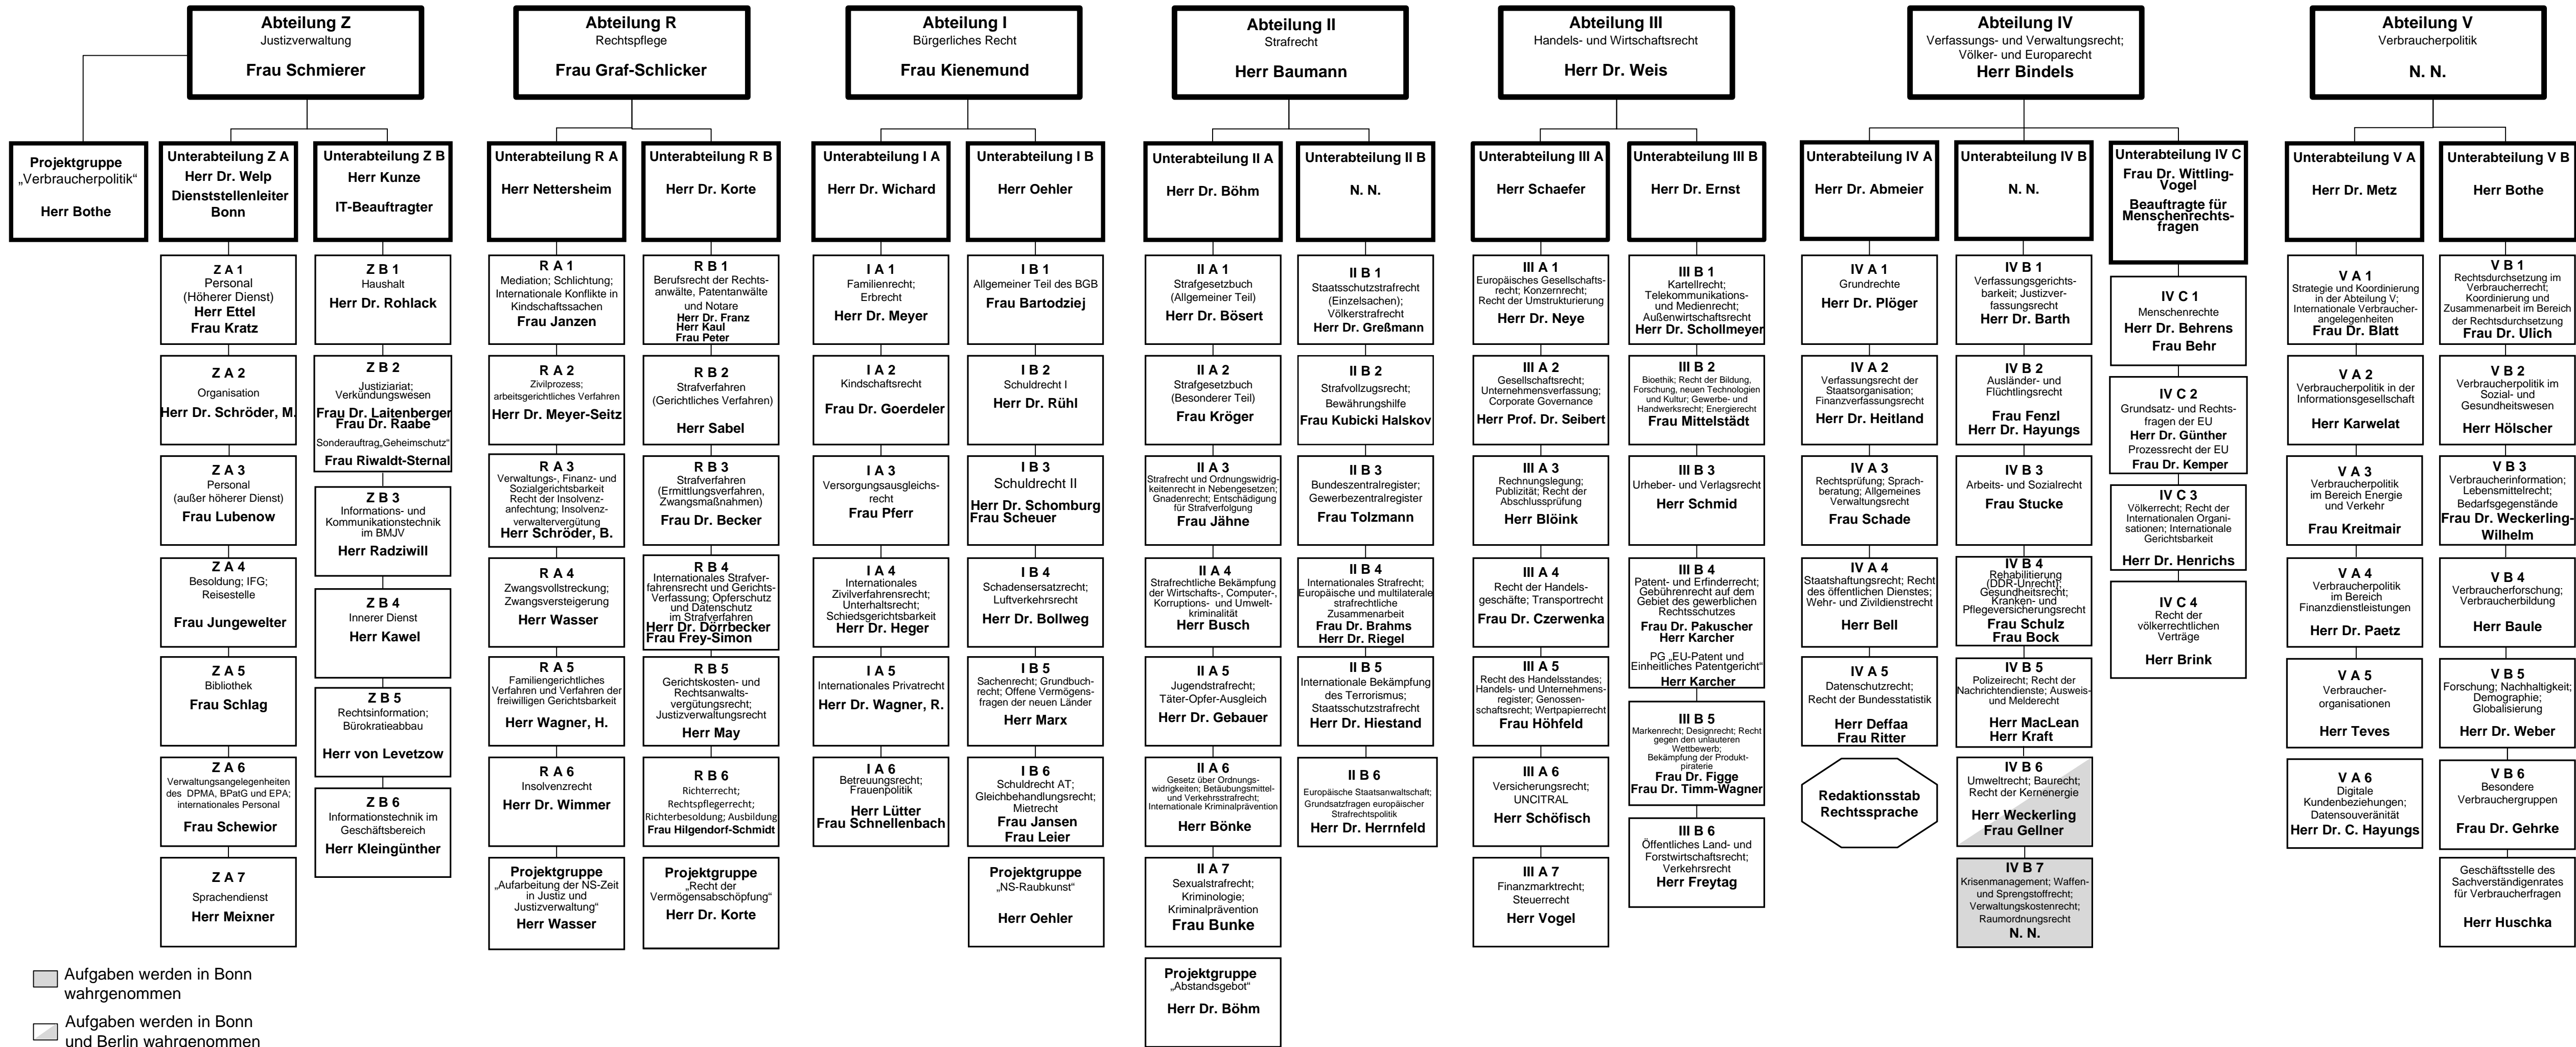 Abteilung Z
Justizverwaltung
Frau Schmierer
Abteilung R
Rechtspflege
Frau Graf-Schlicker
Abteilung I
Bürgerliches Recht
Frau Kienemund
Abteilung II
Strafrecht
Herr Baumann
Abteilung III
Handels- und Wirtschaftsrecht
Herr Dr. Weis
Abteilung IV
Verfassungs- und Verwaltungsrecht;
Völker- und Europarecht
Herr Bindels
Abteilung V
Verbraucherpolitik
N. N.
Projektgruppe
„Verbraucherpolitik“
Herr Bothe
Unterabteilung Z A
Herr Dr. Welp
Dienststellenleiter
Bonn
Z A 1
Personal
(Höherer Dienst)
Herr Ettel
Frau Kratz
Z A 2
Organisation
Herr Dr. Schröder, M.
Z A 3
Personal
(außer höherer Dienst)
Frau Lubenow
Z A 4
Besoldung; IFG;
Reisestelle
Frau Jungewelter
Z A 5
Bibliothek
Frau Schlag
Z A 6
Verwaltungsangelegenheiten
des DPMA, BPatG und EPA;
internationales Personal
Frau Schewior
Z A 7
Sprachendienst
Herr Meixner
Unterabteilung Z B
Herr Kunze
IT-Beauftragter
Z B 1
Haushalt
Herr Dr. Rohlack
Z B 2
Justiziariat;
Verkündungswesen
Frau Dr. Laitenberger
Frau Dr. Raabe
Sonderauftrag„Geheimschutz“
Frau Riwaldt-Sternal
Z B 3
Informations- und
Kommunikationstechnik
im BMJV
Herr Radziwill
Z B 4
Innerer Dienst
Herr Kawel
Z B 5
Rechtsinformation;
Bürokratieabbau
Herr von Levetzow
Z B 6
Informationstechnik im
Geschäftsbereich
Herr Kleingünther
Unterabteilung R A
Herr Nettersheim
R A 1
Mediation; Schlichtung;
Internationale Konflikte in
Kindschaftssachen
Frau Janzen
R A 2
Zivilprozess;
arbeitsgerichtliches Verfahren
Herr Dr. Meyer-Seitz
R A 3
Verwaltungs-, Finanz- und
Sozialgerichtsbarkeit
Recht der Insolvenz-
anfechtung; Insolvenz-
verwaltervergütung
Herr Schröder, B.
R A 4
Zwangsvollstreckung;
Zwangsversteigerung
Herr Wasser
R A 5
Familiengerichtliches
Verfahren und Verfahren der
freiwilligen Gerichtsbarkeit
Herr Wagner, H.
R A 6
Insolvenzrecht
Herr Dr. Wimmer
Projektgruppe
„Aufarbeitung der NS-Zeit
in Justiz und
Justizverwaltung“
Herr Wasser
Unterabteilung R B
Herr Dr. Korte
R B 1
Berufsrecht der Rechts-
anwälte, Patentanwälte
und Notare
Herr Dr. Franz
Herr Kaul
Frau Peter
R B 2
Strafverfahren
(Gerichtliches Verfahren)
Herr Sabel
R B 3
Strafverfahren
(Ermittlungsverfahren,
Zwangsmaßnahmen)
Frau Dr. Becker
R B 4
Internationales Strafver-
fahrensrecht und Gerichts-
Verfassung; Opferschutz
und Datenschutz
im Strafverfahren
Herr Dr. Dörrbecker
Frau Frey-Simon
R B 5
Gerichtskosten- und
Rechtsanwalts-
vergütungsrecht;
Justizverwaltungsrecht
Herr May
R B 6
Richterrecht;
Rechtspflegerrecht;
Richterbesoldung; Ausbildung
Frau Hilgendorf-Schmidt
Projektgruppe
„Recht der
Vermögensabschöpfung“
Herr Dr. Korte
Unterabteilung I A
Herr Dr. Wichard
I A 1
Familienrecht;
Erbrecht
Herr Dr. Meyer
I A 2
Kindschaftsrecht
Frau Dr. Goerdeler
I A 3
Versorgungsausgleichs-
recht
Frau Pferr
I A 4
Internationales
Zivilverfahrensrecht;
Unterhaltsrecht;
Schiedsgerichtsbarkeit
Herr Dr. Heger
I A 5
Internationales Privatrecht
Herr Dr. Wagner, R.
I A 6
Betreuungsrecht;
Frauenpolitik
Herr Lütter
Frau Schnellenbach
Unterabteilung I B
Herr Oehler
I B 1
Allgemeiner Teil des BGB
Frau Bartodziej
I B 2
Schuldrecht I
Herr Dr. Rühl
I B 3
Schuldrecht II
Herr Dr. Schomburg
Frau Scheuer
I B 4
Schadensersatzrecht;
Luftverkehrsrecht
Herr Dr. Bollweg
I B 5
Sachenrecht; Grundbuch-
recht; Offene Vermögens-
fragen der neuen Länder
Herr Marx
I B 6
Schuldrecht AT;
Gleichbehandlungsrecht;
Mietrecht
Frau Jansen
Frau Leier
Projektgruppe
„NS-Raubkunst“
Herr Oehler
Unterabteilung II A
Herr Dr. Böhm
II A 1
Strafgesetzbuch
(Allgemeiner Teil)
Herr Dr. Bösert
II A 2
Strafgesetzbuch
(Besonderer Teil)
Frau Kröger
II A 3
Strafrecht und Ordnungswidrig-
keitenrecht in Nebengesetzen;
Gnadenrecht; Entschädigung
für Strafverfolgung
Frau Jähne
II A 4
Strafrechtliche Bekämpfung
der Wirtschafts-, Computer-,
Korruptions- und Umwelt-
kriminalität
Herr Busch
II A 5
Jugendstrafrecht;
Täter-Opfer-Ausgleich
Herr Dr. Gebauer
II A 6
Gesetz über Ordnungs-
widrigkeiten; Betäubungsmittel-
und Verkehrsstrafrecht;
Internationale Kriminalprävention
Herr Bönke
II A 7
Sexualstrafrecht;
Kriminologie;
Kriminalprävention
Frau Bunke
Projektgruppe
„Abstandsgebot“
Herr Dr. Böhm
Unterabteilung II B
N. N.
II B 1
Staatsschutzstrafrecht
(Einzelsachen);
Völkerstrafrecht
Herr Dr. Greßmann
II B 2
Strafvollzugsrecht;
Bewährungshilfe
Frau Kubicki Halskov
II B 3
Bundeszentralregister;
Gewerbezentralregister
Frau Tolzmann
II B 4
Internationales Strafrecht;
Europäische und multilaterale
strafrechtliche
Zusammenarbeit
Frau Dr. Brahms
Herr Dr. Riegel
II B 5
Internationale Bekämpfung
des Terrorismus;
Staatsschutzstrafrecht
Herr Dr. Hiestand
II B 6
Europäische Staatsanwaltschaft;
Grundsatzfragen europäischer
Strafrechtspolitik
Herr Dr. Herrnfeld
Unterabteilung III A
Herr Schaefer
III A 1
Europäisches Gesellschafts-
recht; Konzernrecht;
Recht der Umstrukturierung
Herr Dr. Neye
III A 2
Gesellschaftsrecht;
Unternehmensverfassung;
Corporate Governance
Herr Prof. Dr. Seibert
III A 3
Rechnungslegung;
Publizität; Recht der
Abschlussprüfung
Herr Blöink
III A 4
Recht der Handels-
geschäfte; Transportrecht
Frau Dr. Czerwenka
III A 5
Recht des Handelsstandes;
Handels- und Unternehmens-
register; Genossen-
schaftsrecht; Wertpapierrecht
Frau Höhfeld
III A 6
Versicherungsrecht;
UNCITRAL
Herr Schöfisch
III A 7
Finanzmarktrecht;
Steuerrecht
Herr Vogel
Unterabteilung III B
Herr Dr. Ernst
III B 1
Kartellrecht;
Telekommunikations-
und Medienrecht;
Außenwirtschaftsrecht
Herr Dr. Schollmeyer
III B 2
Bioethik; Recht der Bildung,
Forschung, neuen Technologien
und Kultur; Gewerbe- und
Handwerksrecht; Energierecht
Frau Mittelstädt
III B 3
Urheber- und Verlagsrecht
Herr Schmid
III B 4
Patent- und Erfinderrecht;
Gebührenrecht auf dem
Gebiet des gewerblichen
Rechtsschutzes
Frau Dr. Pakuscher
Herr Karcher
PG „EU-Patent und
Einheitliches Patentgericht“
Herr Karcher
III B 5
Markenrecht; Designrecht; Recht
gegen den unlauteren
Wettbewerb;
Bekämpfung der Produkt-
piraterie
Frau Dr. Figge
Frau Dr. Timm-Wagner
III B 6
Öffentliches Land- und
Forstwirtschaftsrecht;
Verkehrsrecht
Herr Freytag
Unterabteilung IV A
Herr Dr. Abmeier
IV A 1
Grundrechte
Herr Dr. Plöger
IV A 2
Verfassungsrecht der
Staatsorganisation;
Finanzverfassungsrecht
Herr Dr. Heitland
IV A 3
Rechtsprüfung; Sprach-
beratung; Allgemeines
Verwaltungsrecht
Frau Schade
IV A 4
Staatshaftungsrecht; Recht
des öffentlichen Dienstes;
Wehr- und Zivildienstrecht
Herr Bell
IV A 5
Datenschutzrecht;
Recht der Bundesstatistik
Herr Deffaa
Frau Ritter
Redaktionsstab
Rechtssprache
Unterabteilung IV B
N. N.
IV B 1
Verfassungsgerichts-
barkeit; Justizver-
fassungsrecht
Herr Dr. Barth
IV B 2
Ausländer- und
Flüchtlingsrecht
Frau Fenzl
Herr Dr. Hayungs
IV B 3
Arbeits- und Sozialrecht
Frau Stucke
IV B 4
Rehabilitierung
(DDR-Unrecht);
Gesundheitsrecht;
Kranken- und
Pflegeversicherungsrecht
Frau Schulz
Frau Bock
IV B 5
Polizeirecht; Recht der
Nachrichtendienste; Ausweis-
und Melderecht
Herr MacLean
Herr Kraft
IV B 6
Umweltrecht; Baurecht;
Recht der Kernenergie
Herr Weckerling
Frau Gellner
IV B 7
Krisenmanagement; Waffen-
und Sprengstoffrecht;
Verwaltungskostenrecht;
Raumordnungsrecht
N. N.
Unterabteilung IV C
Frau Dr. Wittling-
Vogel
Beauftragte für
Menschenrechts-
fragen
IV C 1
Menschenrechte
Herr Dr. Behrens
Frau Behr
IV C 2
Grundsatz- und Rechts-
fragen der EU
Herr Dr. Günther
Prozessrecht der EU
Frau Dr. Kemper
IV C 3
Völkerrecht; Recht der
Internationalen Organi-
sationen; Internationale
Gerichtsbarkeit
Herr Dr. Henrichs
IV C 4
Recht der
völkerrechtlichen
Verträge
Herr Brink
Unterabteilung V A
Herr Dr. Metz
V A 1
Strategie und Koordinierung
in der Abteilung V;
Internationale Verbraucher-
angelegenheiten
Frau Dr. Blatt
V A 2
Verbraucherpolitik in der
Informationsgesellschaft
Herr Karwelat
V A 3
Verbraucherpolitik
im Bereich Energie
und Verkehr
Frau Kreitmair
V A 4
Verbraucherpolitik
im Bereich
Finanzdienstleistungen
Herr Dr. Paetz
V A 5
Verbraucher-
organisationen
Herr Teves
V A 6
Digitale
Kundenbeziehungen;
Datensouveränität
Herr Dr. C. Hayungs
Unterabteilung V B
Herr Bothe
V B 1
Rechtsdurchsetzung im
Verbraucherrecht;
Koordinierung und
Zusammenarbeit im Bereich
der Rechtsdurchsetzung
Frau Dr. Ulich
V B 2
Verbraucherpolitik im
Sozial- und
Gesundheitswesen
Herr Hölscher
V B 3
Verbraucherinformation;
Lebensmittelrecht;
Bedarfsgegenstände
Frau Dr. Weckerling-
Wilhelm
V B 4
Verbraucherforschung;
Verbraucherbildung
Herr Baule
V B 5
Forschung; Nachhaltigkeit;
Demographie;
Globalisierung
Herr Dr. Weber
V B 6
Besondere
Verbrauchergruppen
Frau Dr. Gehrke
Geschäftsstelle des
Sachverständigenrates
für Verbraucherfragen
Herr Huschka
Aufgaben werden in Bonn
wahrgenommen
Aufgaben werden in Bonn
und Berlin wahrgenommen